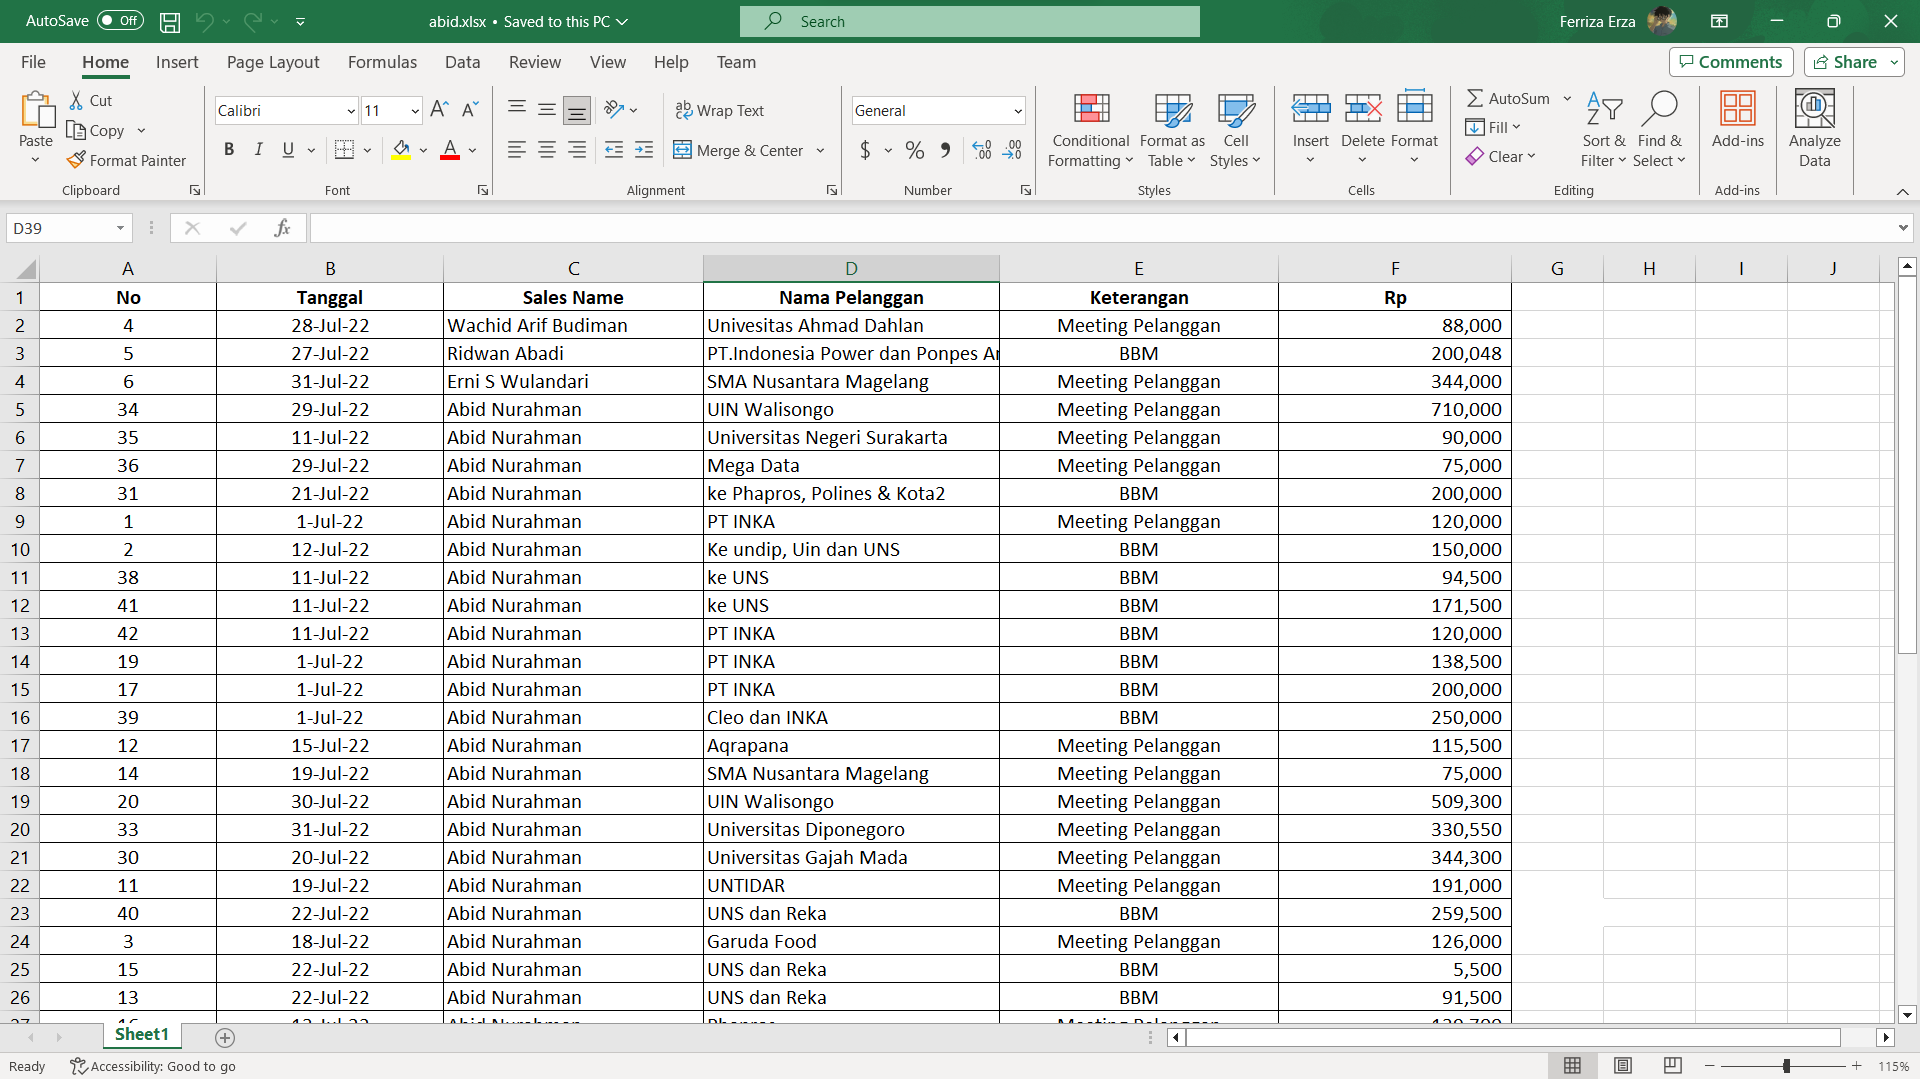 AutoSave Off abid.xlsx • Saved to this PC Search Ferriza Erza
File Home Insert Page Layout Formulas Data Review View Help Team Comments Share
Paste Cut Copy Format Painter Clipboard
Calibri 11 B I U A Font
Wrap Text Merge & Center Alignment
General $ % Number
Conditional Formatting Format as Table Cell Styles Styles
Insert Delete Format Cells
AutoSum Fill Clear Sort & Filter Find & Select Editing
Add-ins Add-ins
Analyze Data
D39 fx
A B C D E F G H I J
1 No Tanggal Sales Name Nama Pelanggan Keterangan Rp
2 4 28-Jul-22 Wachid Arif Budiman Univesitas Ahmad Dahlan Meeting Pelanggan 88,000
3 5 27-Jul-22 Ridwan Abadi PT.Indonesia Power dan Ponpes BBM 200,048
4 6 31-Jul-22 Erni S Wulandari SMA Nusantara Magelang Meeting Pelanggan 344,000
5 34 29-Jul-22 Abid Nurahman UIN Walisongo Meeting Pelanggan 710,000
6 35 11-Jul-22 Abid Nurahman Universitas Negeri Surakarta Meeting Pelanggan 90,000
7 36 29-Jul-22 Abid Nurahman Mega Data Meeting Pelanggan 75,000
8 31 21-Jul-22 Abid Nurahman ke Phapros, Polines & Kota2 BBM 200,000
9 1 1-Jul-22 Abid Nurahman PT INKA Meeting Pelanggan 120,000
10 2 12-Jul-22 Abid Nurahman Ke undip, Uin dan UNS BBM 150,000
11 38 11-Jul-22 Abid Nurahman ke UNS BBM 94,500
12 41 11-Jul-22 Abid Nurahman ke UNS BBM 171,500
13 42 11-Jul-22 Abid Nurahman PT INKA BBM 120,000
14 19 1-Jul-22 Abid Nurahman PT INKA BBM 138,500
15 17 1-Jul-22 Abid Nurahman PT INKA BBM 200,000
16 39 1-Jul-22 Abid Nurahman Cleo dan INKA BBM 250,000
17 12 15-Jul-22 Abid Nurahman Aqrapana Meeting Pelanggan 115,500
18 14 19-Jul-22 Abid Nurahman SMA Nusantara Magelang Meeting Pelanggan 75,000
19 20 30-Jul-22 Abid Nurahman UIN Walisongo Meeting Pelanggan 509,300
20 33 31-Jul-22 Abid Nurahman Universitas Diponegoro Meeting Pelanggan 330,550
21 30 20-Jul-22 Abid Nurahman Universitas Gajah Mada Meeting Pelanggan 344,300
22 11 19-Jul-22 Abid Nurahman UNTIDAR Meeting Pelanggan 191,000
23 40 22-Jul-22 Abid Nurahman UNS dan Reka BBM 259,500
24 3 18-Jul-22 Abid Nurahman Garuda Food Meeting Pelanggan 126,000
25 15 22-Jul-22 Abid Nurahman UNS dan Reka BBM 5,500
26 13 22-Jul-22 Abid Nurahman UNS dan Reka BBM 91,500
Sheet1
Ready Accessibility: Good to go 115%